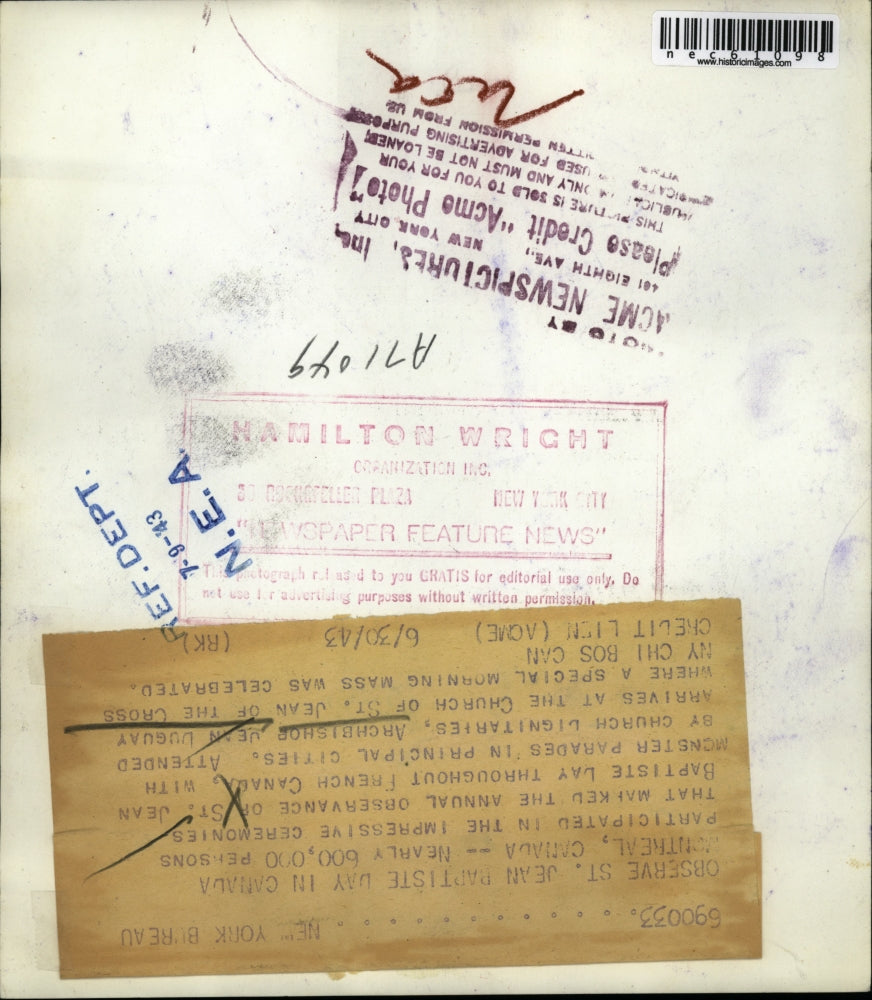 nec61098
www.historicimages.com
nea
PHOTO BY
ACME NEWSPICTURES, Inc.
461 EIGHTH AVE., NEW YORK CITY
Please Credit "Acme Photo"
THIS PICTURE IS SOLD TO YOU FOR YOUR
PUBLICATION ONLY AND MUST NOT BE LOANED,
SYNDICATED OR USED FOR ADVERTISING PURPOSES
WITHOUT WRITTEN PERMISSION FROM US
A71049
HAMILTON WRIGHT
ORGANIZATION INC.
30 ROCKEFELLER PLAZA NEW YORK CITY
"NEWSPAPER FEATURE NEWS"
This photograph released to you GRATIS for editorial use only. Do
not use for advertising purposes without written permission.
REF. DEPT.
7-9-43
N.E.A.
690033. . . . . . . . . . . . . NEW YORK BUREAU
OBSERVE ST. JEAN BAPTISTE DAY IN CANADA
MONTREAL, CANADA -- NEARLY 600,000 PERSONS
PARTICIPATED IN THE IMPRESSIVE CEREMONIES
THAT MARKED THE ANNUAL OBSERVANCE OF ST. JEAN
BAPTISTE DAY THROUGHOUT FRENCH CANADA, WITH
MONSTER PARADES IN PRINCIPAL CITIES. ATTENDED
BY CHURCH DIGNITARIES, ARCHBISHOP JEAN DUGUAY
ARRIVES AT THE CHURCH OF ST. JEAN OF THE CROSS
WHERE A SPECIAL MORNING MASS WAS CELEBRATED.
NY CHI BOS CAN
CREDIT LINE (ACME) 6/30/43 (RK)